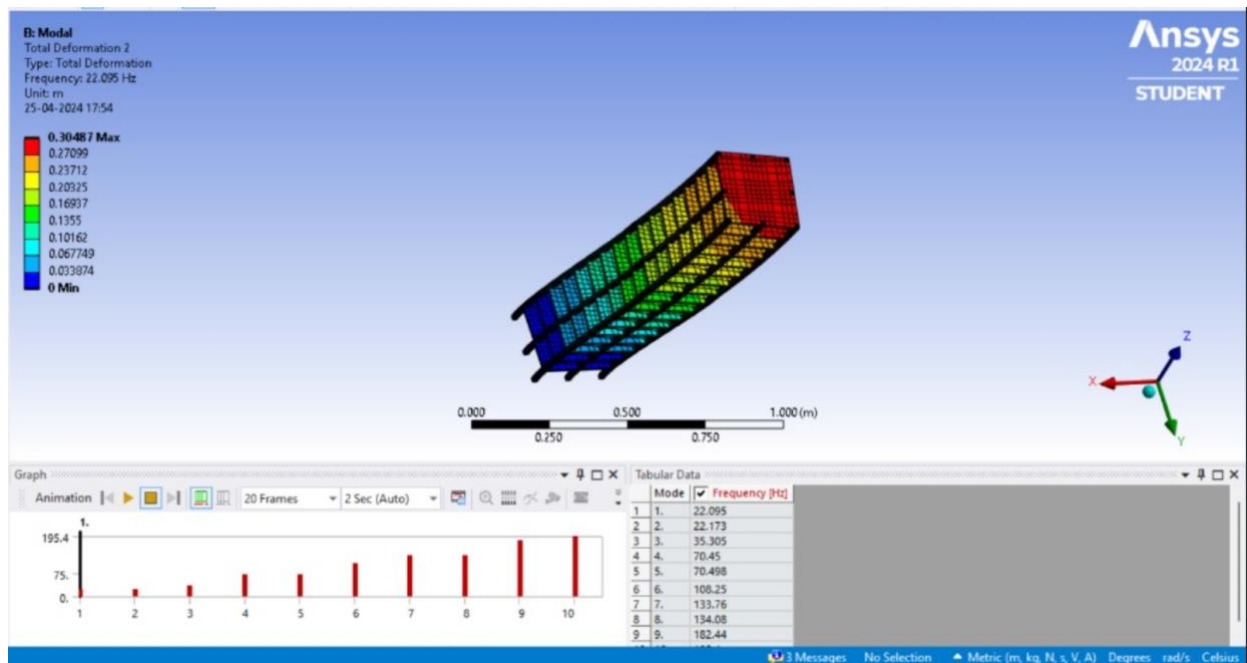 B: Modal
Total Deformation 2
Type: Total Deformation
Frequency: 22.095 Hz
Unit: m
25-04-2024 17:54
0.30487 Max
0.27099
0.23712
0.20325
0.16937
0.1355
0.10162
0.067749
0.033874
0 Min
Ansys
2024 R1
STUDENT
Z
X
Y
0.000 0.500 1.000 (m)
0.250 0.750
Graph
Animation 20 Frames 2 Sec (Auto)
1.
195.4
75.
0.
1 2 3 4 5 6 7 8 9 10
Tabular Data
Mode Frequency [Hz]
1 1. 22.095
2 2. 22.173
3 3. 35.305
4 4. 70.45
5 5. 70.498
6 6. 108.25
7 7. 133.76
8 8. 134.08
9 9. 182.44
3 Messages No Selection Metric (m, kg, N, s, V, A) Degrees rad/s Celsius